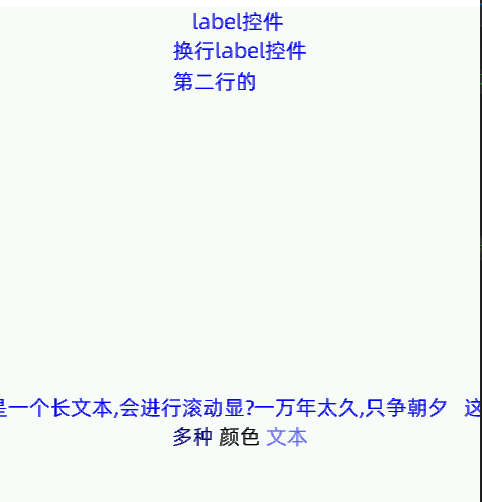 label控件
换行label控件
第二行的
是一个长文本,会进行滚动显?一万年太久,只争朝夕 这
多种 颜色 文本